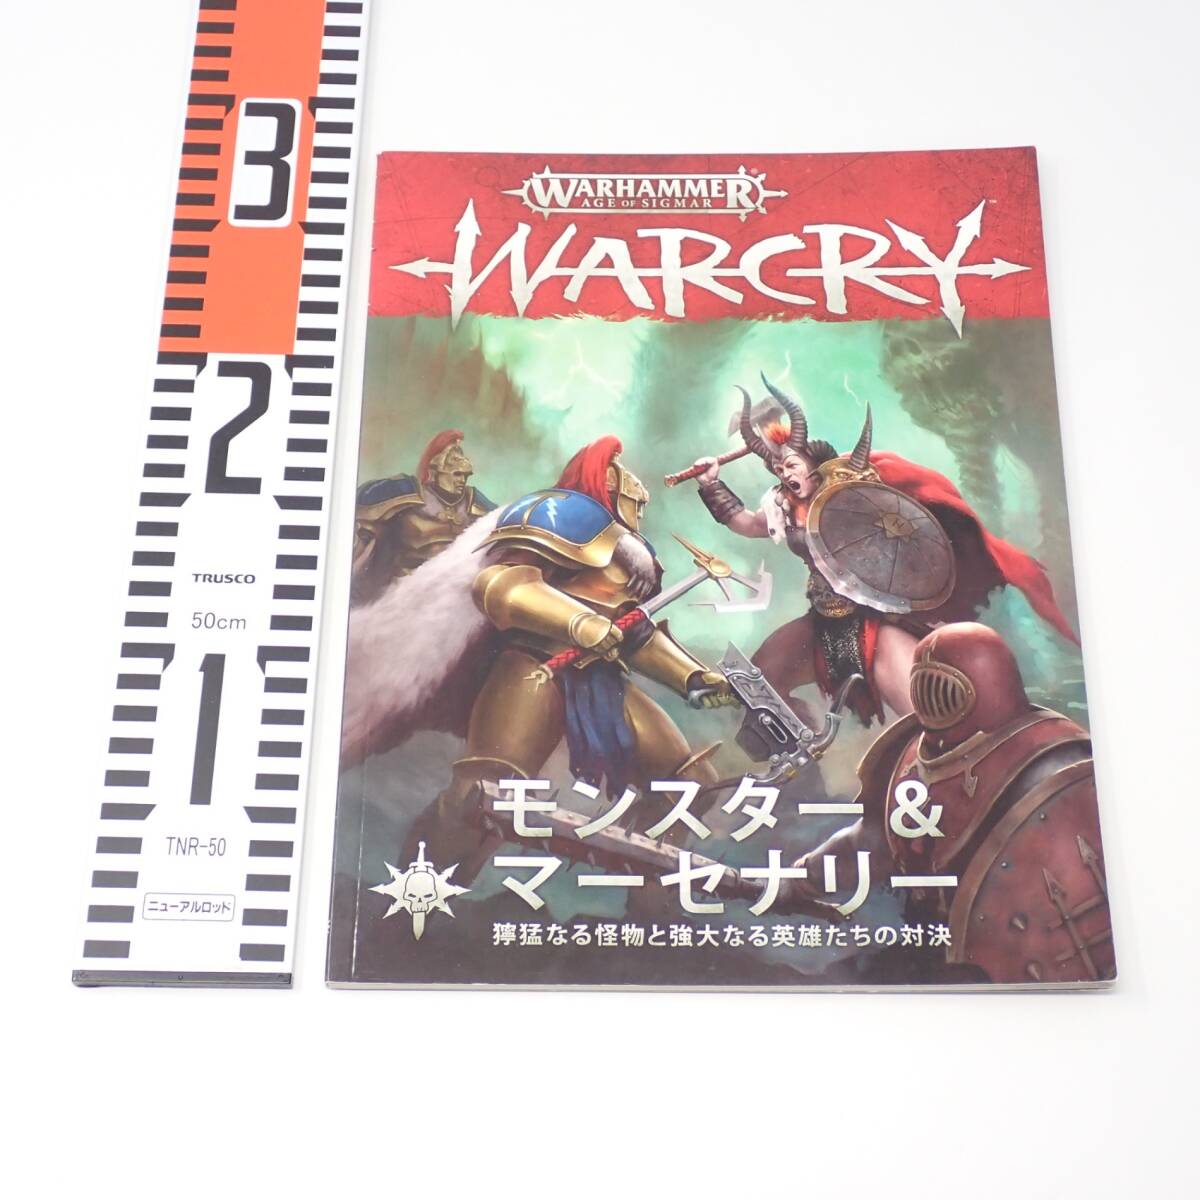 3
2
TRUSCO
50cm
1
TNR-50
ニューアルロッド
WARHAMMER
AGE OF SIGMAR
WARCRY
™
モンスター&
マーセナリー
獰猛なる怪物と強大なる英雄たちの対決